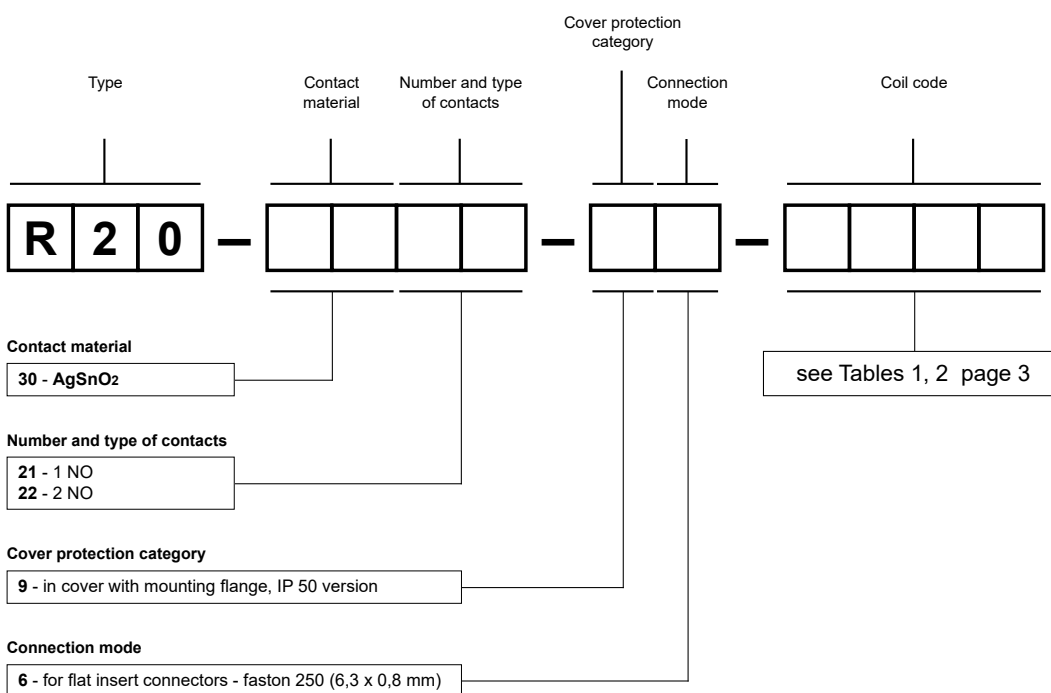 Cover protection
category
Type
Contact
material
Number and type
of contacts
Connection
mode
Coil code
R 2 0 – – –
Contact material
30 - AgSnO2
see Tables 1, 2 page 3
Number and type of contacts
21 - 1 NO
22 - 2 NO
Cover protection category
9 - in cover with mounting flange, IP 50 version
Connection mode
6 - for flat insert connectors - faston 250 (6,3 x 0,8 mm)